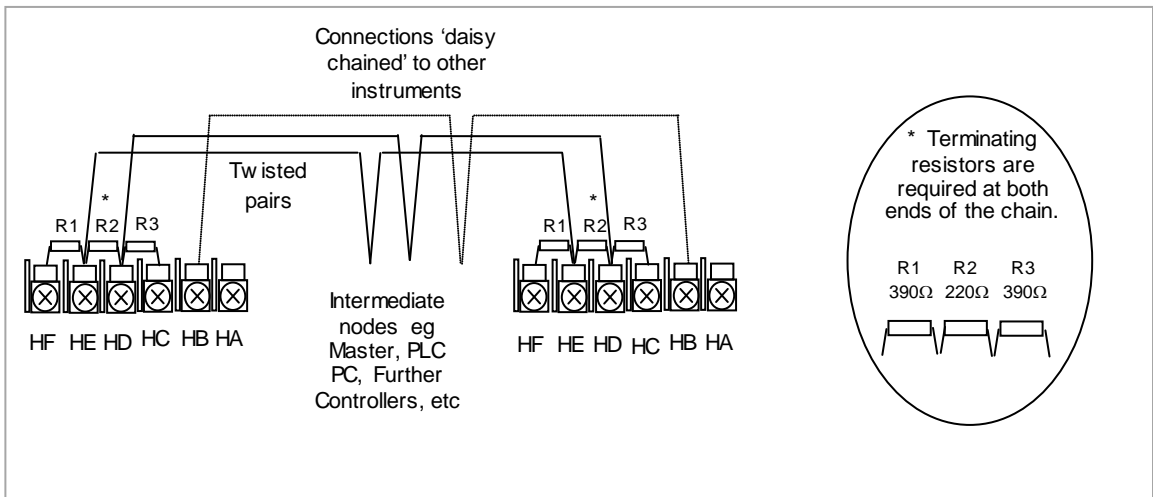 Connections ‘daisy
chained’ to other
instruments
Twisted
pairs
*
R1 R2 R3
HF HE HD HC HB HA
Intermediate
nodes eg
Master, PLC
PC, Further
Controllers, etc
*
R1 R2 R3
HF HE HD HC HB HA
* Terminating
resistors are
required at both
ends of the chain.
R1 R2 R3
390Ω 220Ω 390Ω